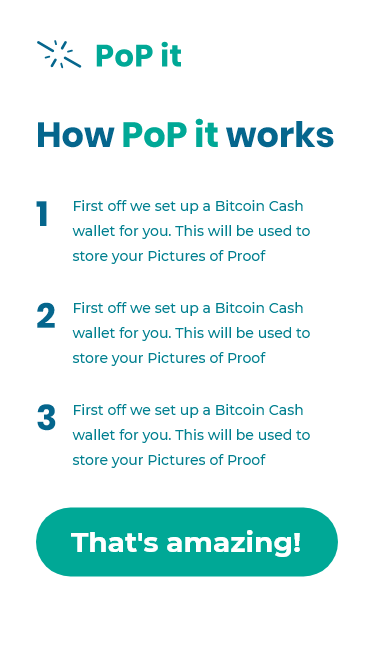 PoP it
How PoP it works
1 First off we set up a Bitcoin Cash
wallet for you. This will be used to
store your Pictures of Proof
2 First off we set up a Bitcoin Cash
wallet for you. This will be used to
store your Pictures of Proof
3 First off we set up a Bitcoin Cash
wallet for you. This will be used to
store your Pictures of Proof
That's amazing!